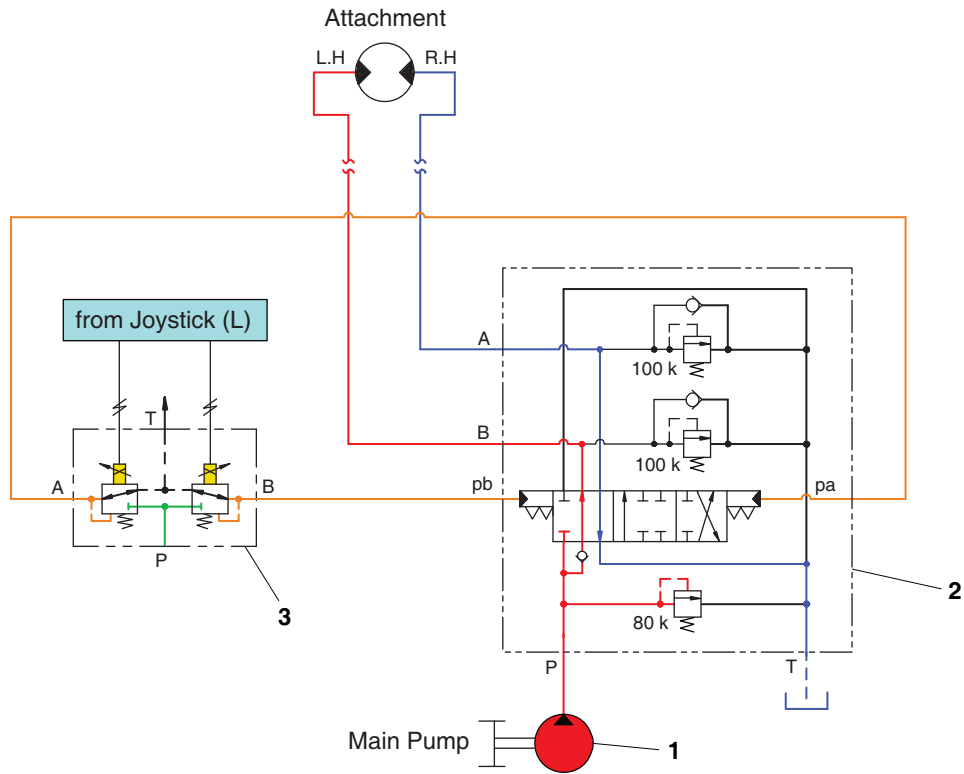 Attachment
L.H
R.H
from Joystick (L)
A
100 k
T
B
100 k
A
B
pb
pa
P
2
3
80 k
P
T
Main Pump
1